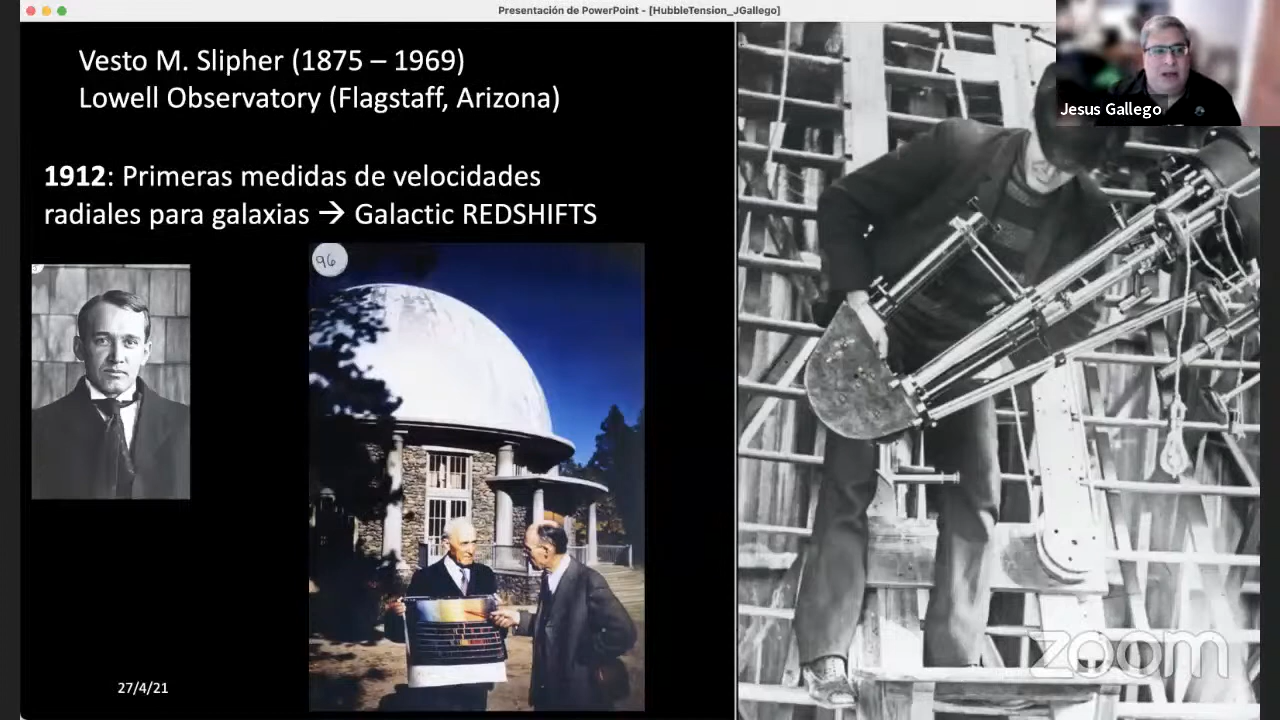 Presentación de PowerPoint - [HubbleTension_JGallego]
Vesto M. Slipher (1875 – 1969)
Lowell Observatory (Flagstaff, Arizona)
Jesus Gallego
1912: Primeras medidas de velocidades
radiales para galaxias → Galactic REDSHIFTS
96
27/4/21
zoom